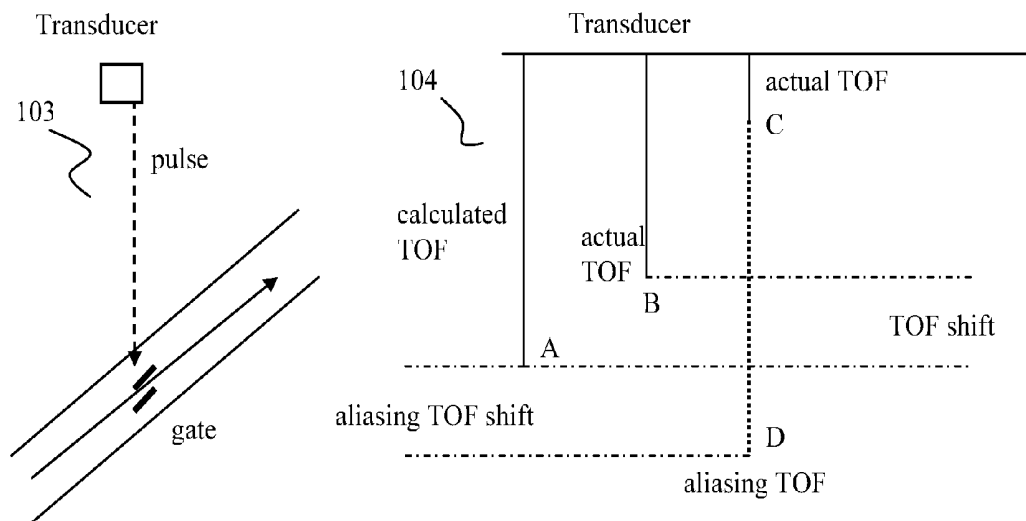 Transducer
103
pulse
gate
Transducer
104
actual TOF
C
calculated
TOF
actual
TOF
B
TOF shift
A
aliasing TOF shift
D
aliasing TOF